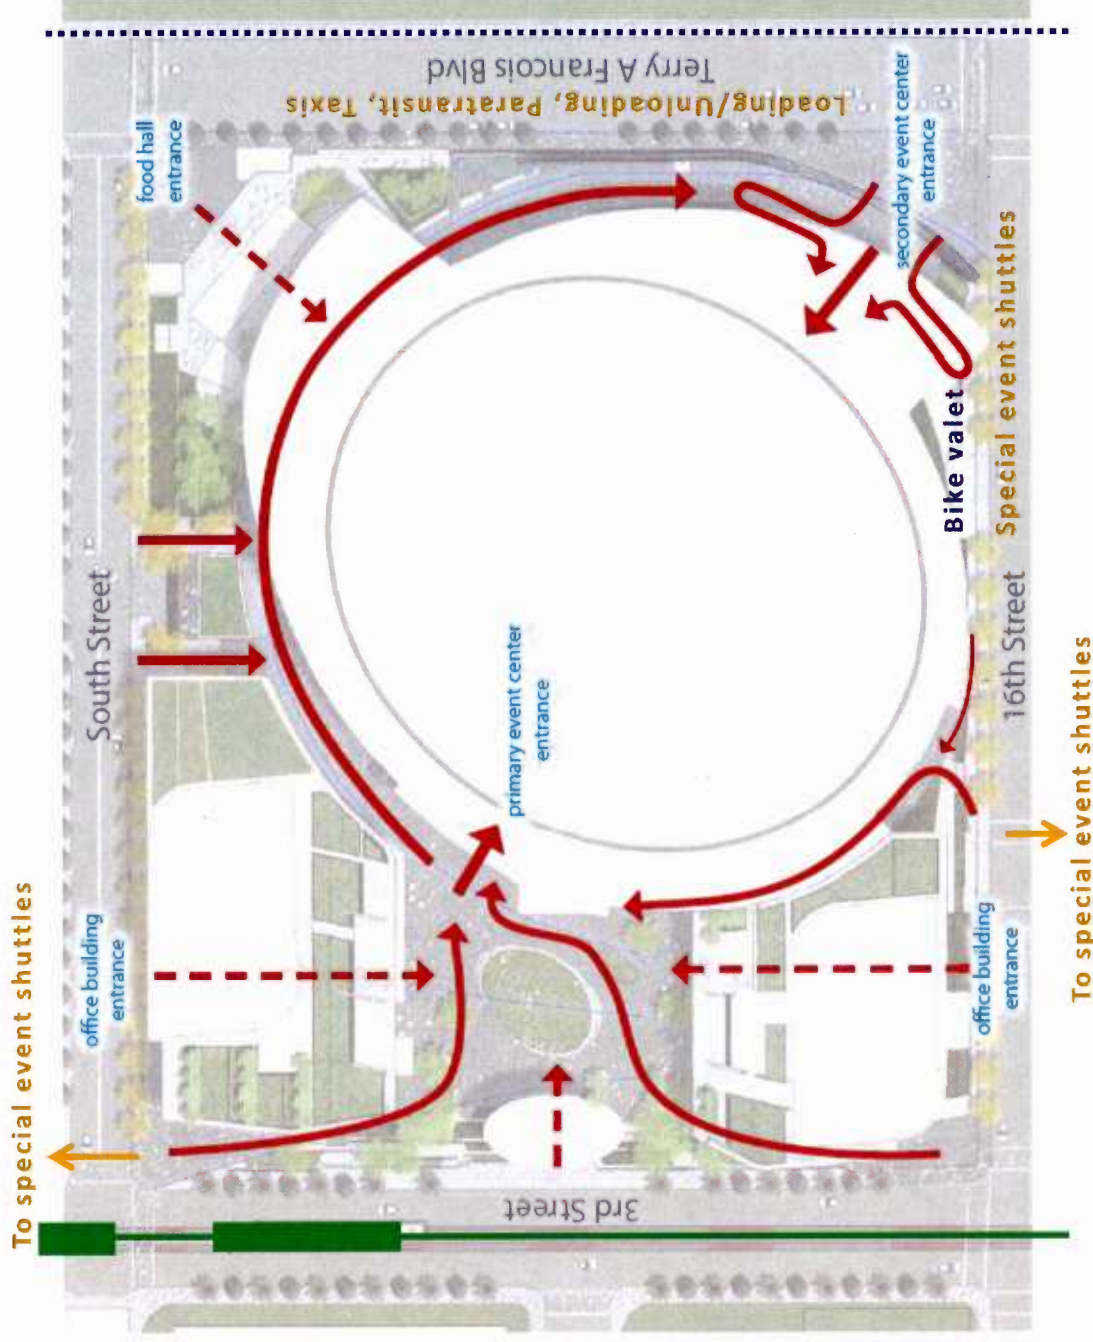 Terry A Francois Blvd
Loading/Unloading, Paratransit, Taxis
food hall
entrance
secondary event center
entrance
Special event shuttles
Bike valet
South Street
16th Street
primary event center
entrance
To special event shuttles
To special event shuttles
office building
entrance
office building
entrance
3rd Street